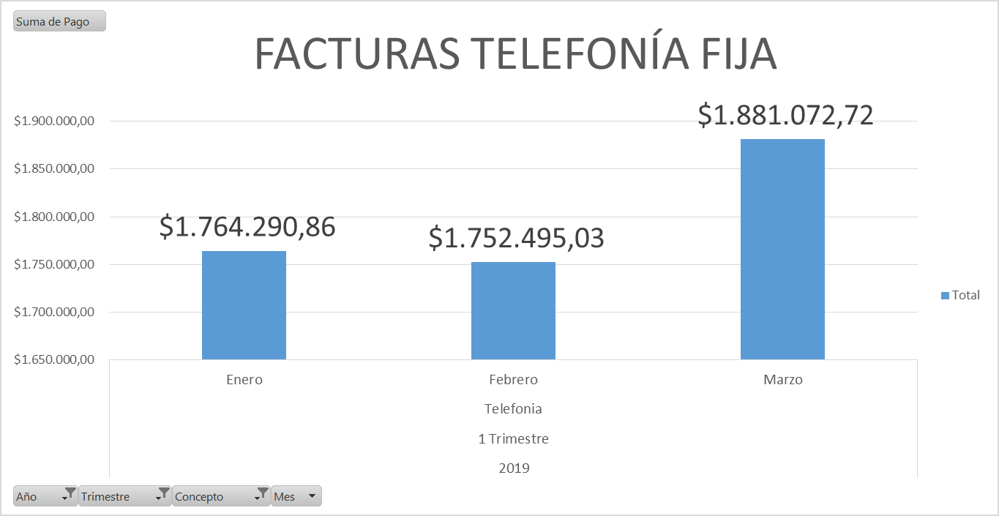 Suma de Pago
FACTURAS TELEFONÍA FIJA
$1.900.000,00
$1.850.000,00
$1.800.000,00
$1.750.000,00
$1.700.000,00
$1.650.000,00
$1.764.290,86
$1.752.495,03
$1.881.072,72
Total
Enero Febrero Marzo
Telefonia
1 Trimestre
2019
Año Trimestre Concepto Mes